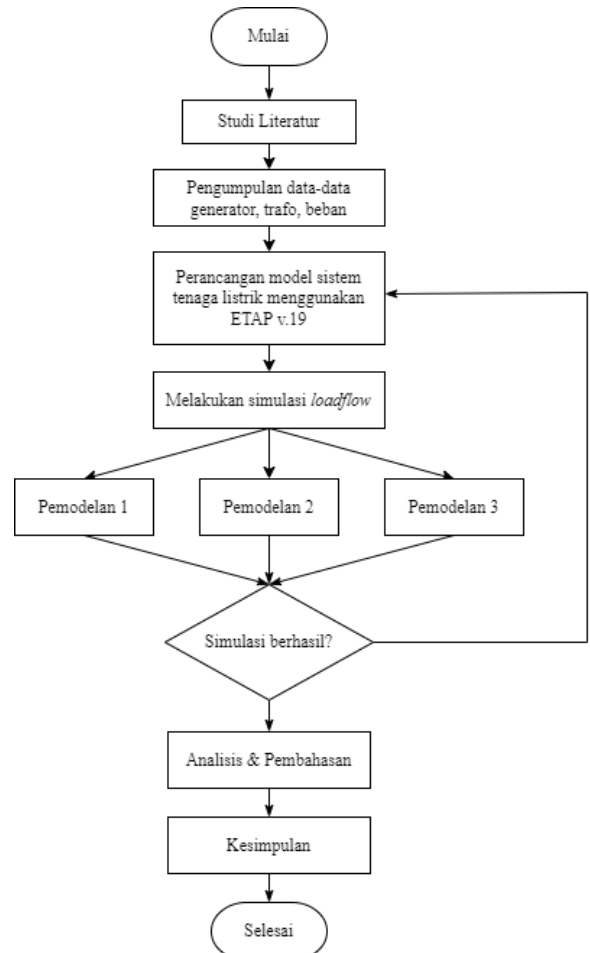 Mulai
Studi Literatur
Pengumpulan data-data
generator, trafo, beban
Perancangan model sistem
tenaga listrik menggunakan
ETAP v.19
Melakukan simulasi loadflow
Pemodelan 1
Pemodelan 2
Pemodelan 3
Simulasi berhasil?
Analisis & Pembahasan
Kesimpulan
Selesai